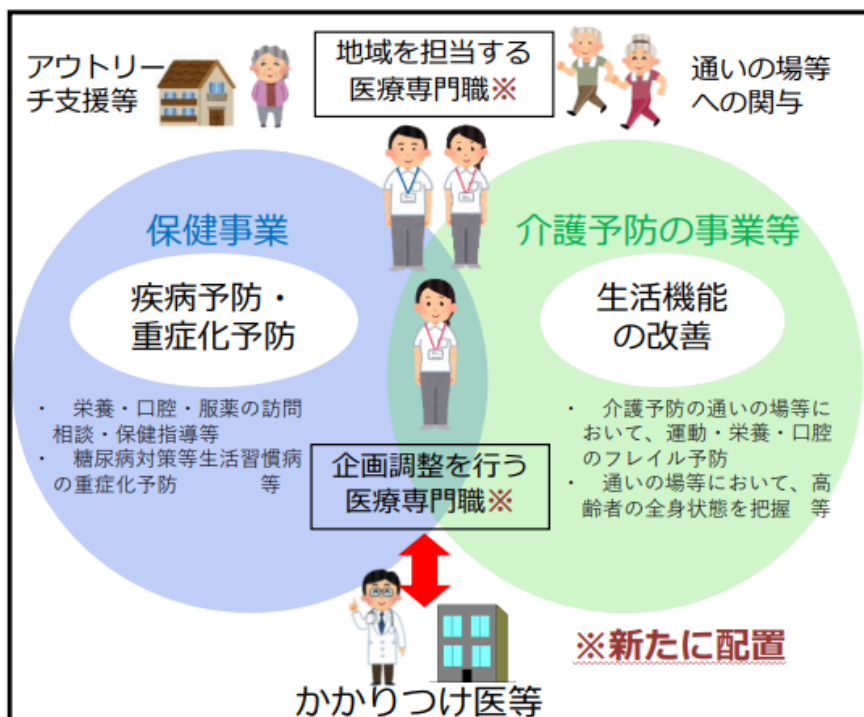 アウトリー
チ支援等
地域を担当する
医療専門職※
通いの場等
への関与
保健事業
疾病予防・
重症化予防
・　栄養・口腔・服薬の訪問
相談・保健指導等
・　糖尿病対策等生活習慣病
の重症化予防　　　　等
介護予防の事業等
生活機能
の改善
・　介護予防の通いの場等に
おいて、運動・栄養・口腔
のフレイル予防
・　通いの場等において、高
齢者の全身状態を把握　等
企画調整を行う
医療専門職※
※新たに配置
かかりつけ医等